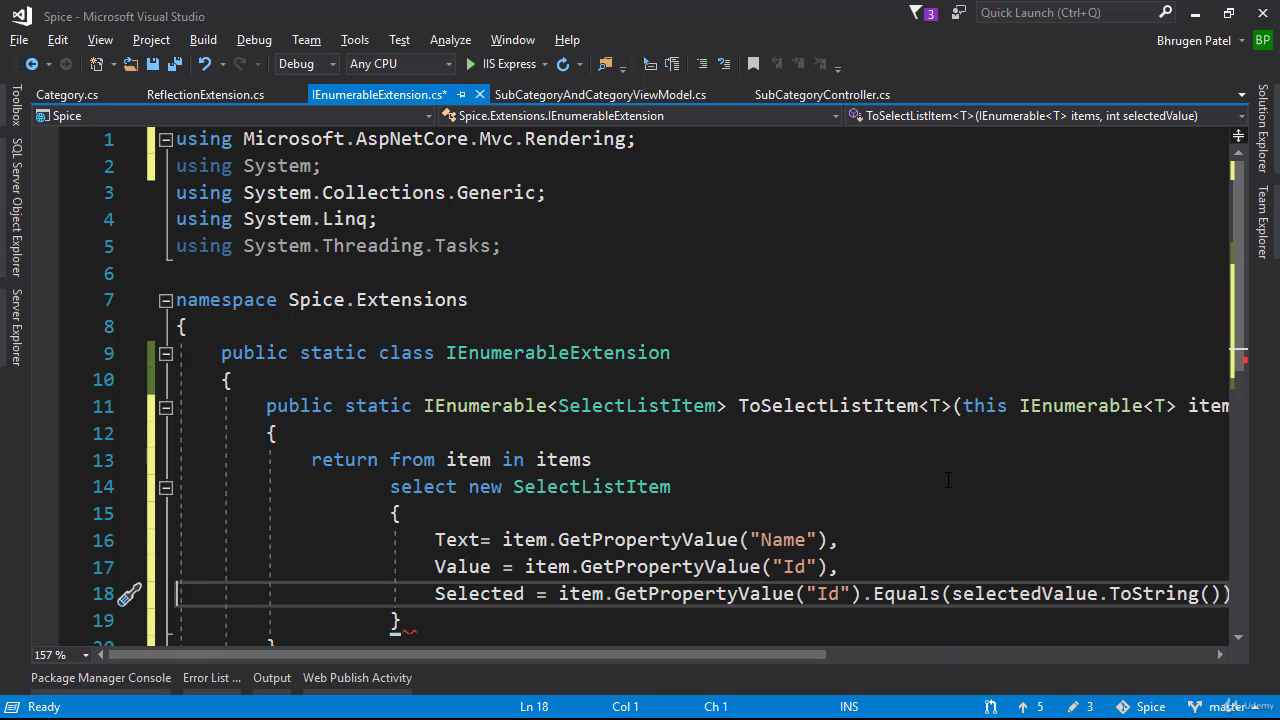 Spice - Microsoft Visual Studio
3
Quick Launch (Ctrl+Q)
File Edit View Project Build Debug Team Tools Test Analyze Window Help
Bhrugen Patel BP
Debug Any CPU IIS Express
Category.cs ReflectionExtension.cs IEnumerableExtension.cs* SubCategoryAndCategoryViewModel.cs SubCategoryController.cs
Spice Spice.Extensions.IEnumerableExtension ToSelectListItem<T>(IEnumerable<T> items, int selectedValue)
Toolbox
SQL Server Object Explorer
Server Explorer
1 using Microsoft.AspNetCore.Mvc.Rendering;
2 using System;
3 using System.Collections.Generic;
4 using System.Linq;
5 using System.Threading.Tasks;
6
7 namespace Spice.Extensions
8 {
9 public static class IEnumerableExtension
10 {
11 public static IEnumerable<SelectListItem> ToSelectListItem<T>(this IEnumerable<T> item
12 {
13 return from item in items
14 select new SelectListItem
15 {
16 Text= item.GetPropertyValue("Name"),
17 Value = item.GetPropertyValue("Id"),
18 Selected = item.GetPropertyValue("Id").Equals(selectedValue.ToString())
19 }
Solution Explorer
Team Explorer
157 %
Package Manager Console Error List ... Output Web Publish Activity
Ready Ln 18 Col 1 Ch 1 INS 5 3 Spice master
Udemy